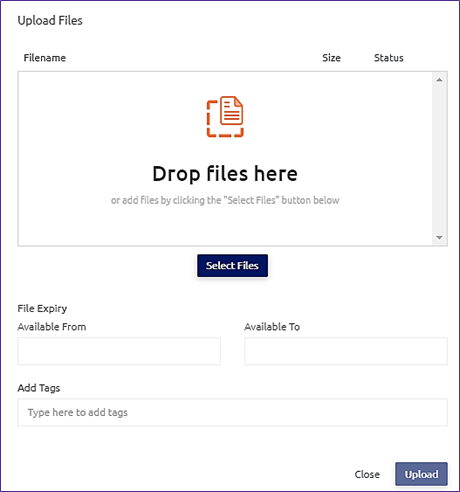 Upload Files
Filename Size Status
Drop files here
or add files by clicking the "Select Files" button below
Select Files
File Expiry
Available From Available To
Add Tags
Type here to add tags
Close Upload